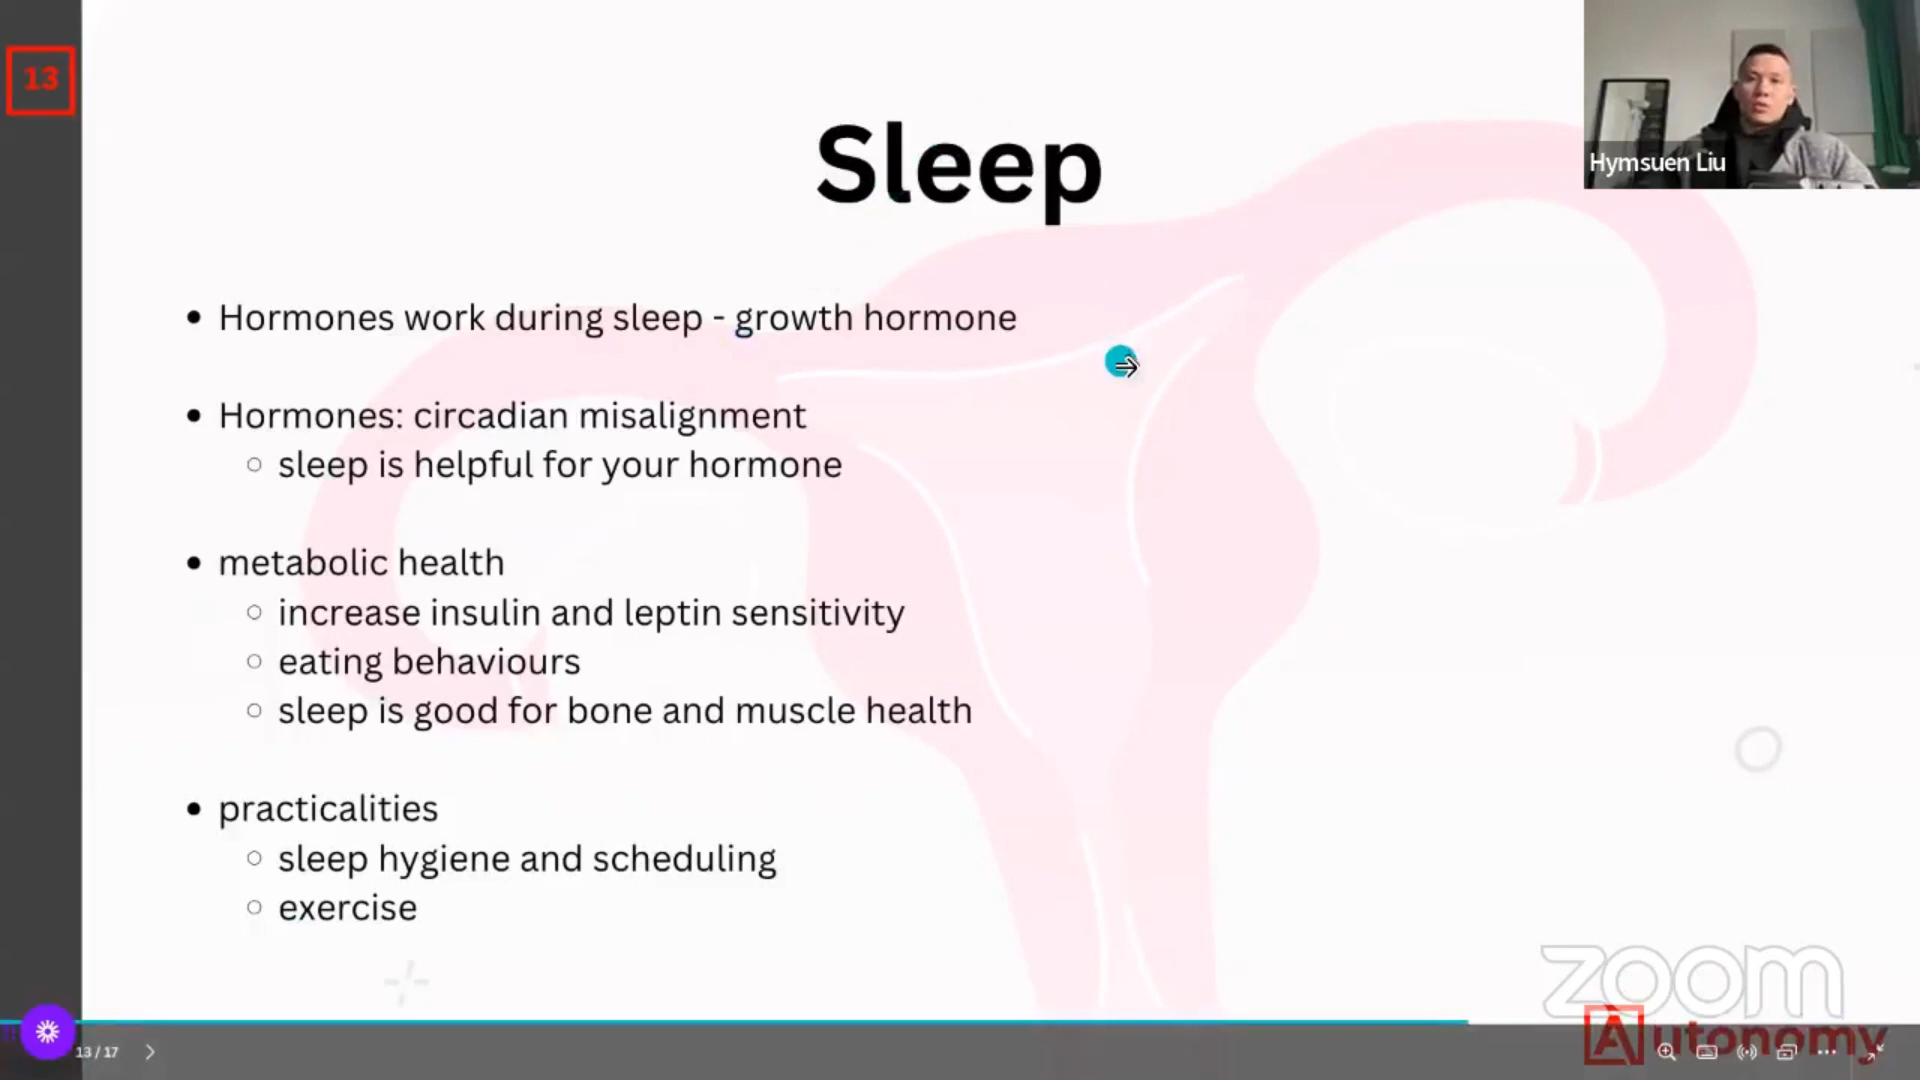 13
Hymsuen Liu
Sleep
• Hormones work during sleep - growth hormone
• Hormones: circadian misalignment
○ sleep is helpful for your hormone
• metabolic health
○ increase insulin and leptin sensitivity
○ eating behaviours
○ sleep is good for bone and muscle health
• practicalities
○ sleep hygiene and scheduling
○ exercise
zoom
Autonomy
13 / 17